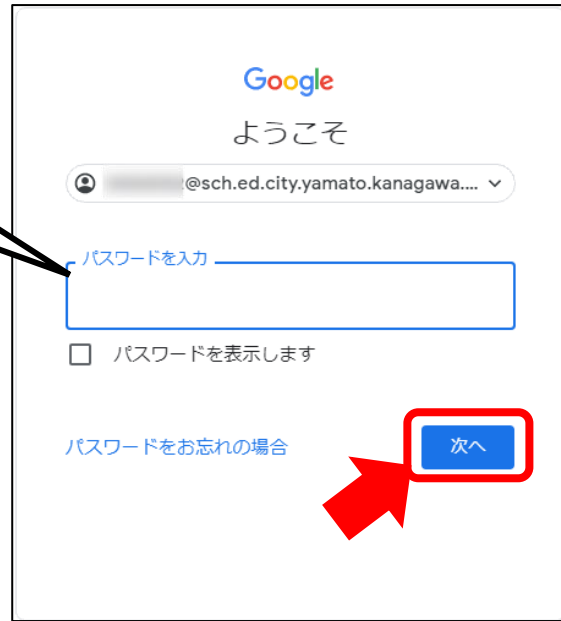 Google
ようこそ
@sch.ed.city.yamato.kanagawa....
パスワードを入力
パスワードを表示します
パスワードをお忘れの場合
次へ